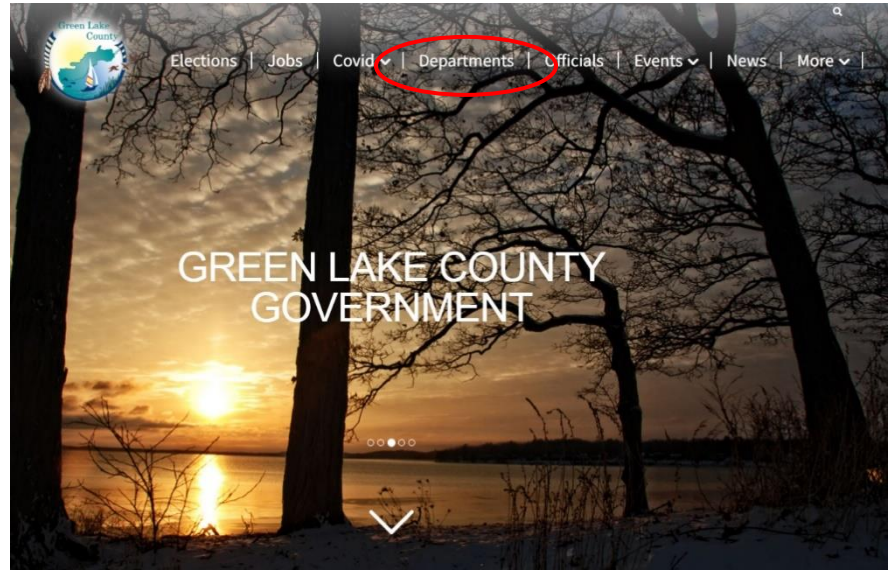 Green Lake
County
Elections | Jobs | Covid | Departments | Officials | Events | News | More |
GREEN LAKE COUNTY
GOVERNMENT